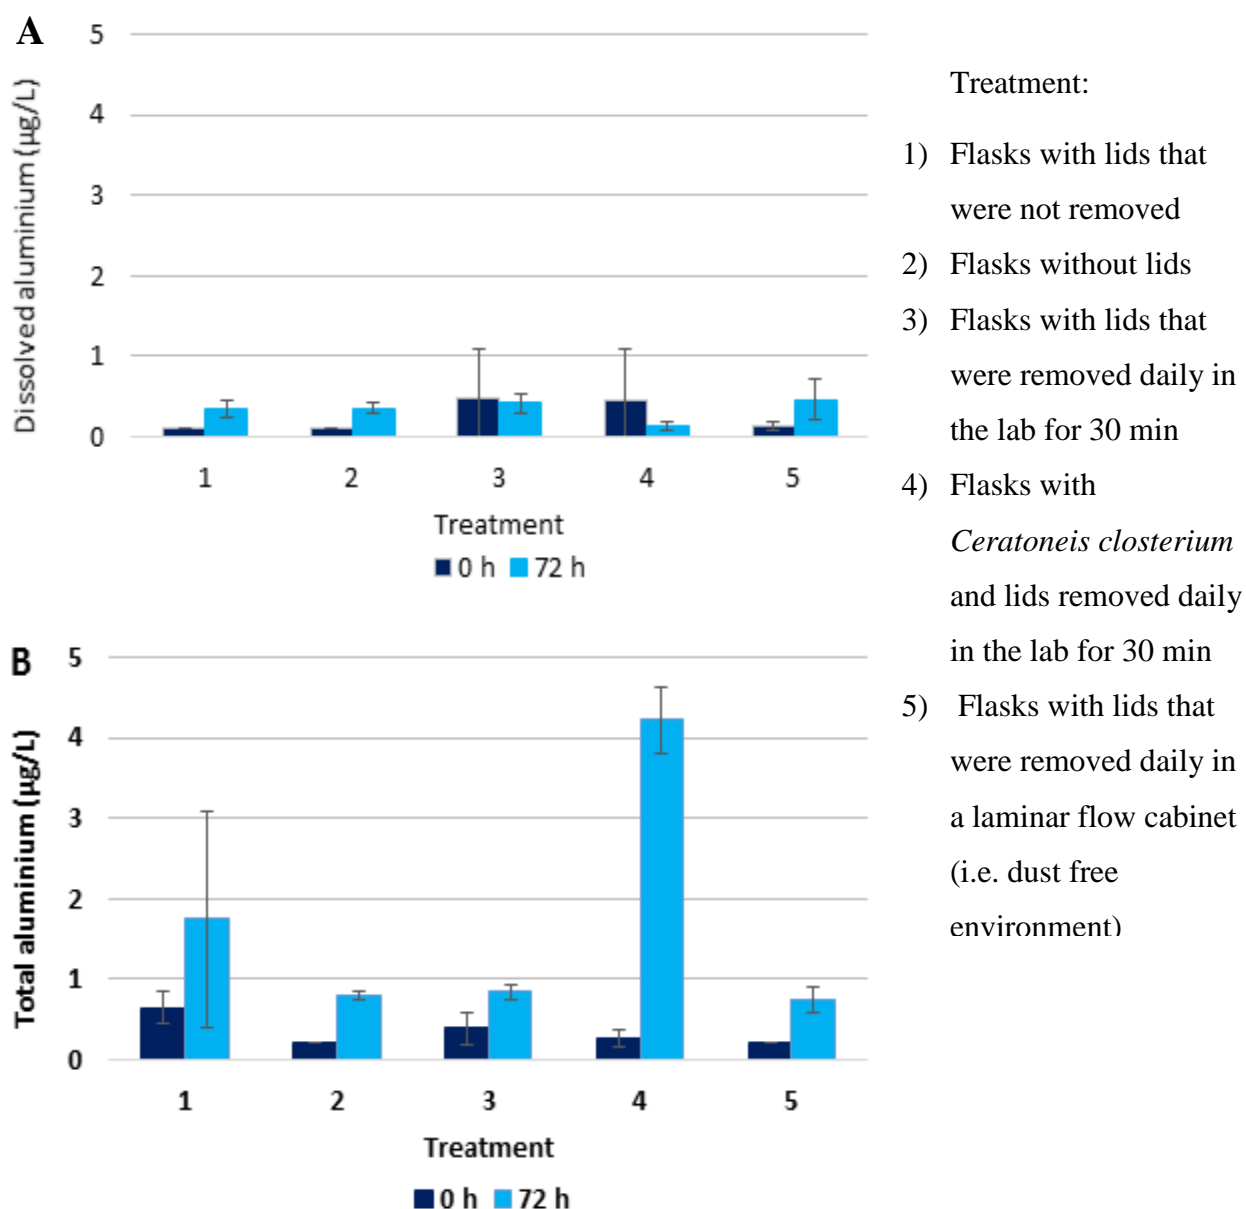 A
5
4
3
2
1
0
Dissolved aluminium (µg/L)
1 2 3 4 5
Treatment
0 h 72 h
B
5
4
3
2
1
0
Total aluminium (µg/L)
1 2 3 4 5
Treatment
0 h 72 h
Treatment:
1) Flasks with lids that
were not removed
2) Flasks without lids
3) Flasks with lids that
were removed daily in
the lab for 30 min
4) Flasks with
Ceratoneis closterium
and lids removed daily
in the lab for 30 min
5) Flasks with lids that
were removed daily in
a laminar flow cabinet
(i.e. dust free
environment)